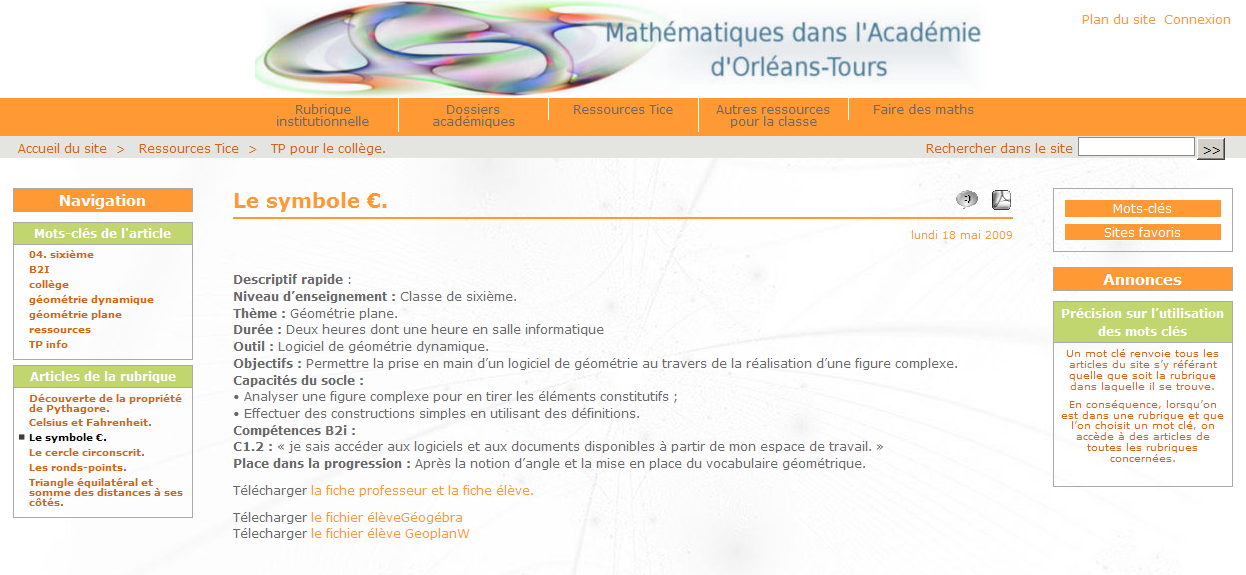 Mathématiques dans l'Académie
d'Orléans-Tours
Plan du site Connexion
Rubrique
institutionnelle
Dossiers
académiques
Ressources Tice
Autres ressources
pour la classe
Faire des maths
Accueil du site > Ressources Tice > TP pour le collège.
Rechercher dans le site >>
Navigation
Mots-clés de l'article
04. sixième
B2I
collège
géométrie dynamique
géométrie plane
ressources
TP info
Articles de la rubrique
Découverte de la propriété
de Pythagore.
Celsius et Fahrenheit.
Le symbole €.
Le cercle circonscrit.
Les ronds-points.
Triangle équilatéral et
somme des distances à ses
côtés.
Le symbole €.
lundi 18 mai 2009
Descriptif rapide :
Niveau d’enseignement : Classe de sixième.
Thème : Géométrie plane.
Durée : Deux heures dont une heure en salle informatique
Outil : Logiciel de géométrie dynamique.
Objectifs : Permettre la prise en main d’un logiciel de géométrie au travers de la réalisation d’une figure complexe.
Capacités du socle :
• Analyser une figure complexe pour en tirer les éléments constitutifs ;
• Effectuer des constructions simples en utilisant des définitions.
Compétences B2i :
C1.2 : « je sais accéder aux logiciels et aux documents disponibles à partir de mon espace de travail. »
Place dans la progression : Après la notion d’angle et la mise en place du vocabulaire géométrique.
Télécharger la fiche professeur et la fiche élève.
Télecharger le fichier élèveGéogébra
Télecharger le fichier élève GeoplanW
Mots-clés
Sites favoris
Annonces
Précision sur l’utilisation
des mots clés
Un mot clé renvoie tous les
articles du site s’y référant
quelle que soit la rubrique
dans laquelle il se trouve.
En conséquence, lorsqu’on
est dans une rubrique et que
l’on choisit un mot clé, on
accède à des articles de
toutes les rubriques
concernées.